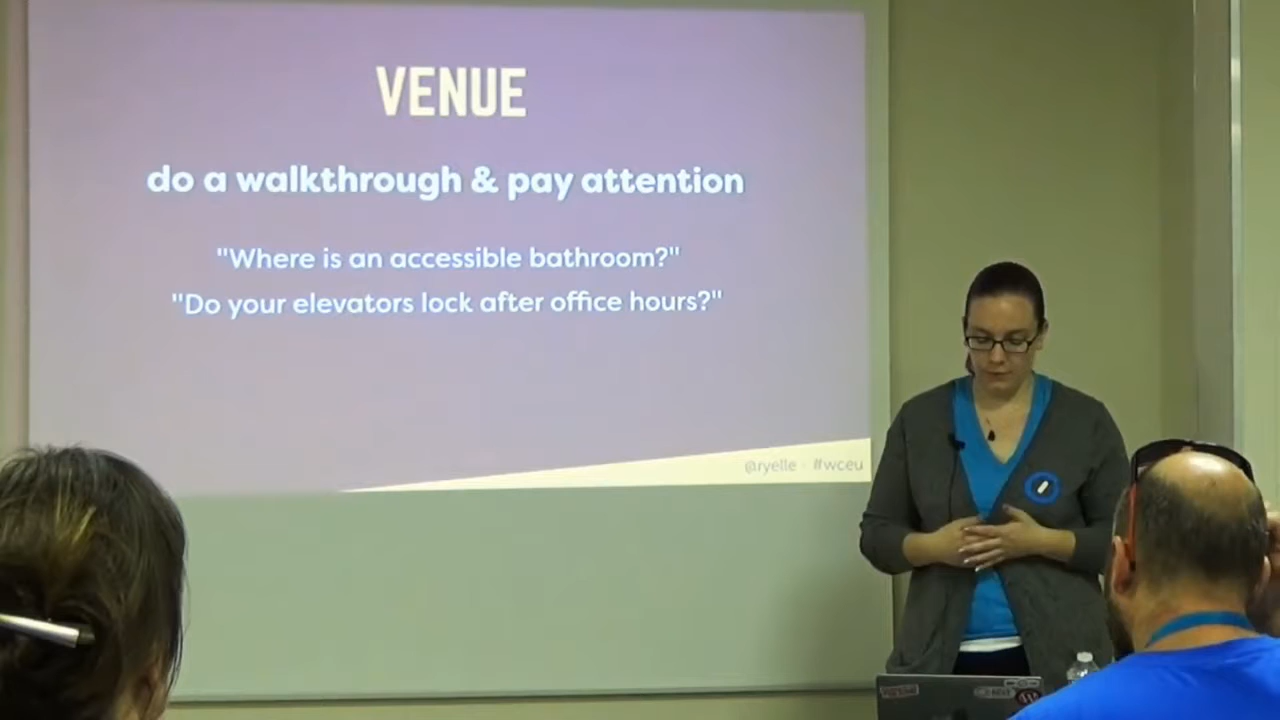 VENUE
do a walkthrough & pay attention
"Where is an accessible bathroom?"
"Do your elevators lock after office hours?"
@ryelle · #wceu